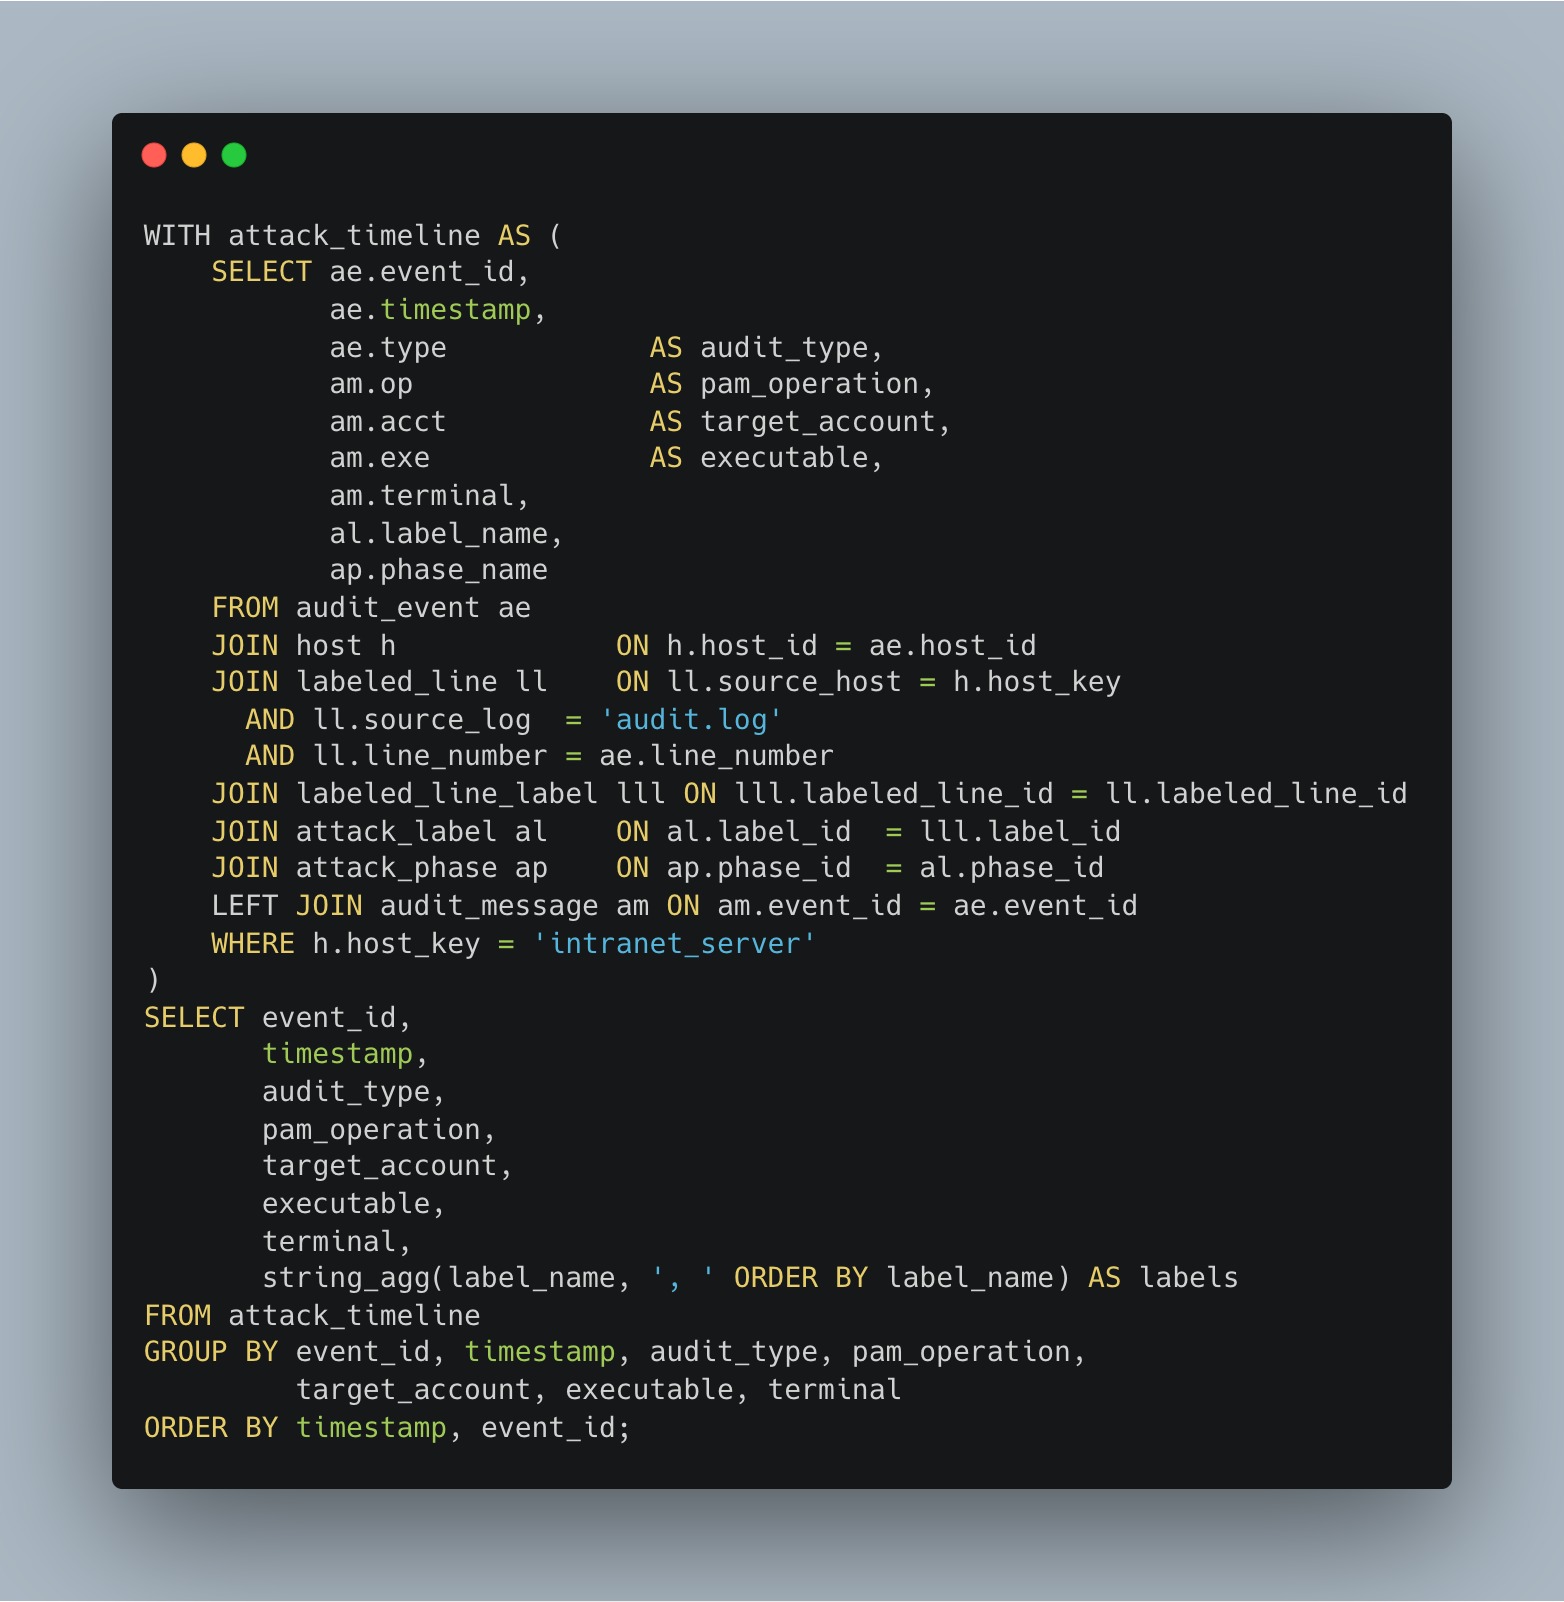 WITH attack_timeline AS (
    SELECT ae.event_id,
           ae.timestamp,
           ae.type            AS audit_type,
           am.op              AS pam_operation,
           am.acct            AS target_account,
           am.exe             AS executable,
           am.terminal,
           al.label_name,
           ap.phase_name
    FROM audit_event ae
    JOIN host h             ON h.host_id = ae.host_id
    JOIN labeled_line ll    ON ll.source_host = h.host_key
      AND ll.source_log  = 'audit.log'
      AND ll.line_number = ae.line_number
    JOIN labeled_line_label lll ON lll.labeled_line_id = ll.labeled_line_id
    JOIN attack_label al    ON al.label_id  = lll.label_id
    JOIN attack_phase ap    ON ap.phase_id  = al.phase_id
    LEFT JOIN audit_message am ON am.event_id = ae.event_id
    WHERE h.host_key = 'intranet_server'
)
SELECT event_id,
       timestamp,
       audit_type,
       pam_operation,
       target_account,
       executable,
       terminal,
       string_agg(label_name, ', ' ORDER BY label_name) AS labels
FROM attack_timeline
GROUP BY event_id, timestamp, audit_type, pam_operation,
         target_account, executable, terminal
ORDER BY timestamp, event_id;